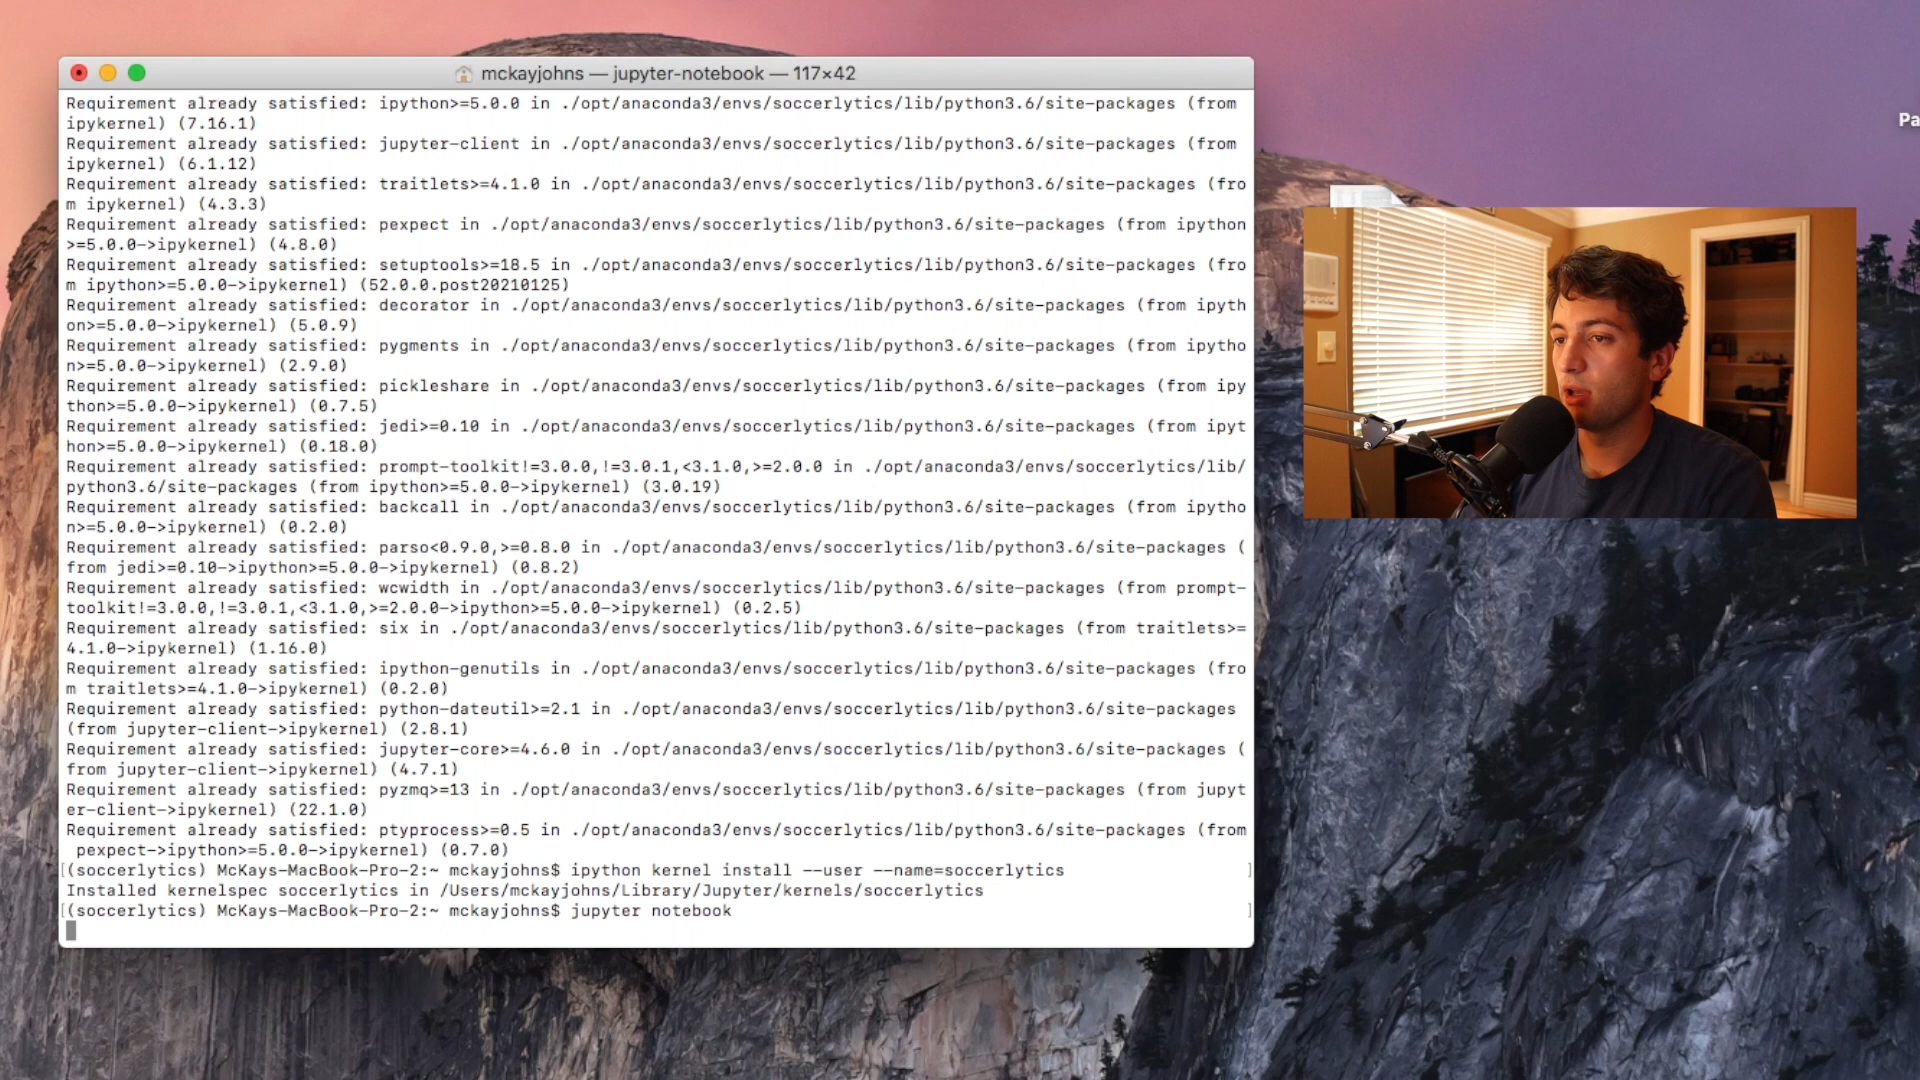 mckayjohns — jupyter-notebook — 117×42
Requirement already satisfied: ipython>=5.0.0 in ./opt/anaconda3/envs/soccerlytics/lib/python3.6/site-packages (from
ipykernel) (7.16.1)
Requirement already satisfied: jupyter-client in ./opt/anaconda3/envs/soccerlytics/lib/python3.6/site-packages (from
ipykernel) (6.1.12)
Requirement already satisfied: traitlets>=4.1.0 in ./opt/anaconda3/envs/soccerlytics/lib/python3.6/site-packages (fro
m ipykernel) (4.3.3)
Requirement already satisfied: pexpect in ./opt/anaconda3/envs/soccerlytics/lib/python3.6/site-packages (from ipython
>=5.0.0->ipykernel) (4.8.0)
Requirement already satisfied: setuptools>=18.5 in ./opt/anaconda3/envs/soccerlytics/lib/python3.6/site-packages (fro
m ipython>=5.0.0->ipykernel) (52.0.0.post20210125)
Requirement already satisfied: decorator in ./opt/anaconda3/envs/soccerlytics/lib/python3.6/site-packages (from ipyth
on>=5.0.0->ipykernel) (5.0.9)
Requirement already satisfied: pygments in ./opt/anaconda3/envs/soccerlytics/lib/python3.6/site-packages (from ipytho
n>=5.0.0->ipykernel) (2.9.0)
Requirement already satisfied: pickleshare in ./opt/anaconda3/envs/soccerlytics/lib/python3.6/site-packages (from ipy
thon>=5.0.0->ipykernel) (0.7.5)
Requirement already satisfied: jedi>=0.10 in ./opt/anaconda3/envs/soccerlytics/lib/python3.6/site-packages (from ipyt
hon>=5.0.0->ipykernel) (0.18.0)
Requirement already satisfied: prompt-toolkit!=3.0.0,!=3.0.1,<3.1.0,>=2.0.0 in ./opt/anaconda3/envs/soccerlytics/lib/
python3.6/site-packages (from ipython>=5.0.0->ipykernel) (3.0.19)
Requirement already satisfied: backcall in ./opt/anaconda3/envs/soccerlytics/lib/python3.6/site-packages (from ipytho
n>=5.0.0->ipykernel) (0.2.0)
Requirement already satisfied: parso<0.9.0,>=0.8.0 in ./opt/anaconda3/envs/soccerlytics/lib/python3.6/site-packages (
from jedi>=0.10->ipython>=5.0.0->ipykernel) (0.8.2)
Requirement already satisfied: wcwidth in ./opt/anaconda3/envs/soccerlytics/lib/python3.6/site-packages (from prompt-
toolkit!=3.0.0,!=3.0.1,<3.1.0,>=2.0.0->ipython>=5.0.0->ipykernel) (0.2.5)
Requirement already satisfied: six in ./opt/anaconda3/envs/soccerlytics/lib/python3.6/site-packages (from traitlets>=
4.1.0->ipykernel) (1.16.0)
Requirement already satisfied: ipython-genutils in ./opt/anaconda3/envs/soccerlytics/lib/python3.6/site-packages (fro
m traitlets>=4.1.0->ipykernel) (0.2.0)
Requirement already satisfied: python-dateutil>=2.1 in ./opt/anaconda3/envs/soccerlytics/lib/python3.6/site-packages
(from jupyter-client->ipykernel) (2.8.1)
Requirement already satisfied: jupyter-core>=4.6.0 in ./opt/anaconda3/envs/soccerlytics/lib/python3.6/site-packages (
from jupyter-client->ipykernel) (4.7.1)
Requirement already satisfied: pyzmq>=13 in ./opt/anaconda3/envs/soccerlytics/lib/python3.6/site-packages (from jupyt
er-client->ipykernel) (22.1.0)
Requirement already satisfied: ptyprocess>=0.5 in ./opt/anaconda3/envs/soccerlytics/lib/python3.6/site-packages (from
 pexpect->ipython>=5.0.0->ipykernel) (0.7.0)
[(soccerlytics) McKays-MacBook-Pro-2:~ mckayjohns$ ipython kernel install --user --name=soccerlytics ]
Installed kernelspec soccerlytics in /Users/mckayjohns/Library/Jupyter/kernels/soccerlytics
[(soccerlytics) McKays-MacBook-Pro-2:~ mckayjohns$ jupyter notebook ]
Pa